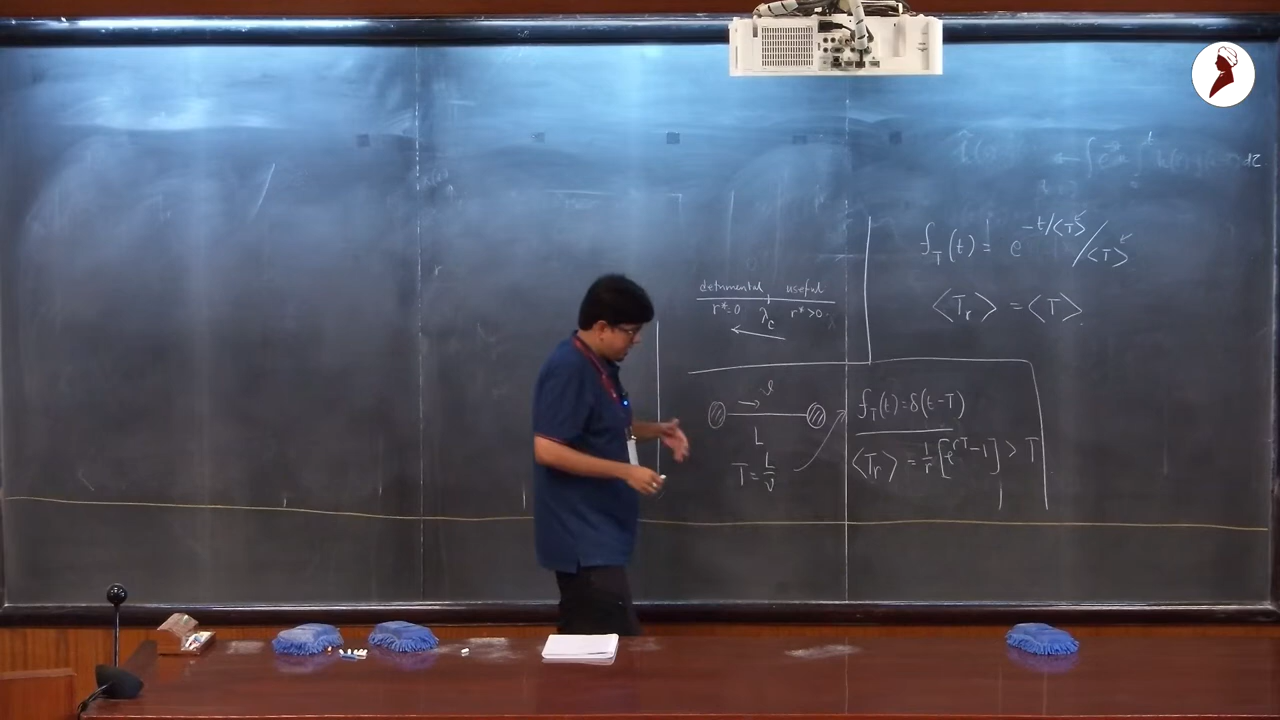 f_T(t) = e^{-t/⟨T⟩}/⟨T⟩
⟨T_r⟩ = ⟨T⟩.
detrimental useful
r*=0 λ_c r*>0
v
L
T = L/v
f_T(t) = δ(t-T)
⟨T_r⟩ = 1/r [e^{rT}-1] > T